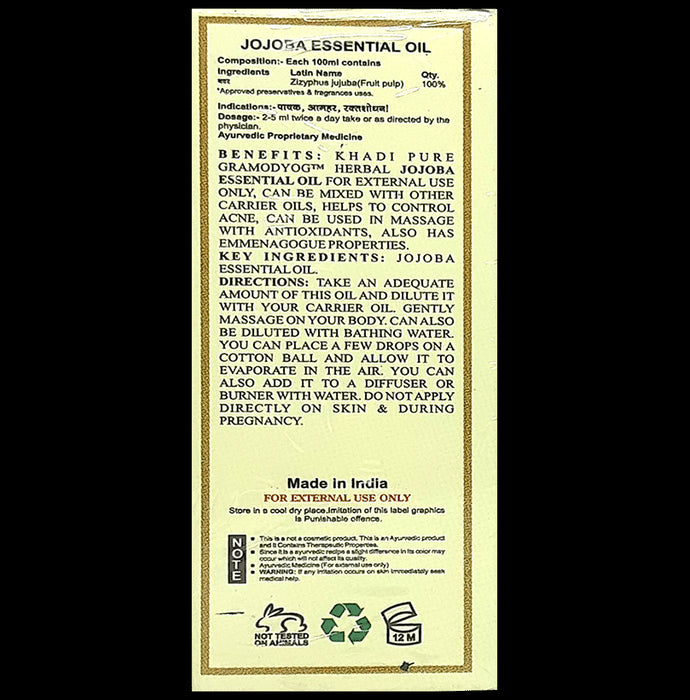 JOJOBA ESSENTIAL OIL
Composition:- Each 100ml contains
Ingredients Latin Name Qty.
बदर Zizyphus jujuba(Fruit pulp) 100%
*Approved preservatives & fragrances uses.
Indications:- पाचक, आमहर, रक्तशोधन।
Dosage:- 2-5 ml twice a day take or as directed by the
physician.
Ayurvedic Proprietary Medicine
BENEFITS: KHADI PURE
GRAMODYOG™ HERBAL JOJOBA
ESSENTIAL OIL FOR EXTERNAL USE
ONLY, CAN BE MIXED WITH OTHER
CARRIER OILS, HELPS TO CONTROL
ACNE, CAN BE USED IN MASSAGE
WITH ANTIOXIDANTS, ALSO HAS
EMMENAGOGUE PROPERTIES.
KEY INGREDIENTS: JOJOBA
ESSENTIAL OIL.
DIRECTIONS: TAKE AN ADEQUATE
AMOUNT OF THIS OIL AND DILUTE IT
WITH YOUR CARRIER OIL. GENTLY
MASSAGE ON YOUR BODY. CAN ALSO
BE DILUTED WITH BATHING WATER.
YOU CAN PLACE A FEW DROPS ON A
COTTON BALL AND ALLOW IT TO
EVAPORATE IN THE AIR. YOU CAN
ALSO ADD IT TO A DIFFUSER OR
BURNER WITH WATER. DO NOT APPLY
DIRECTLY ON SKIN & DURING
PREGNANCY.
Made in India
FOR EXTERNAL USE ONLY
Store in a cool dry place.Imitation of this label graphics
is Punishable offence.
NOTE
• This is a not a cosmetic product. This is an Ayurvedic product
and It Contains Therapeutic Properties.
• Since it is a ayurvedic recipe a slight difference in its color may
occur which will not affect its quality.
• Ayurvedic Medicine (For external use only)
• WARNING: If any irritation occurs on skin immediately seek
medical help.
NOT TESTED
ON ANIMALS
12 M